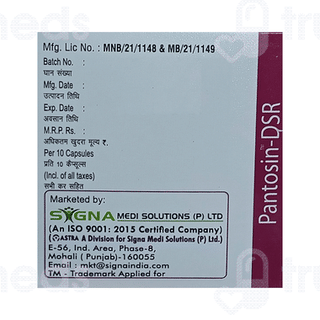 Mfg. Lic No. : MNB/21/1148 & MB/21/1149
Batch No. :
घान संख्या
Mfg. Date :
उत्पादन तिथि
Exp. Date :
अवसान तिथि
M.R.P. Rs. :
अधिकतम खुदरा मूल्य रु.
Per 10 Capsules
प्रति 10 कैप्सूल्स
(Incl. of all taxes)
सभी कर सहित
Marketed by:
SIGNA MEDI SOLUTIONS (P) LTD
(An ISO 9001: 2015 Certified Company)
(ASTRA A Division for Signa Medi Solutions (P) Ltd.)
E-56, Ind. Area, Phase-8,
Mohali ( Punjab)-160055
Email : mkt@signaindia.com
TM - Trademark Applied for
Pantosin-DSR
TM